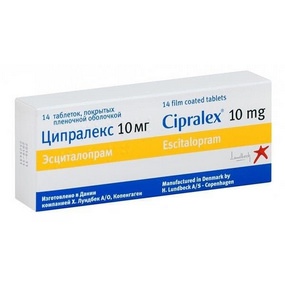 14 таблеток, покрытых
пленочной оболочкой
Ципралекс 10 мг
Эсциталопрам
Изготовлено в Дании
компанией Х. Лундбек А/О, Копенгаген
14 film coated tablets
Cipralex® 10 mg
Escitalopram
Lundbeck
Manufactured in Denmark by
H. Lundbeck A/S - Copenhagen